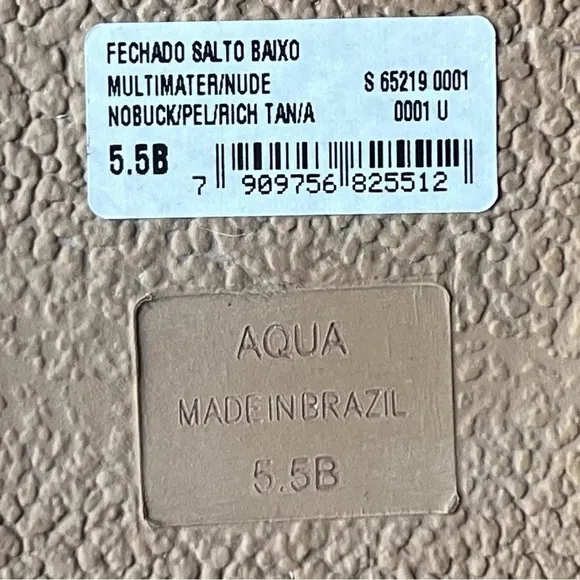 FECHADO SALTO BAIXO
MULTIMATER/NUDE S 65219 0001
NOBUCK/PEL/RICH TAN/A 0001 U
5.5B
7 909756 825512
AQUA
MADE IN BRAZIL
5.5B